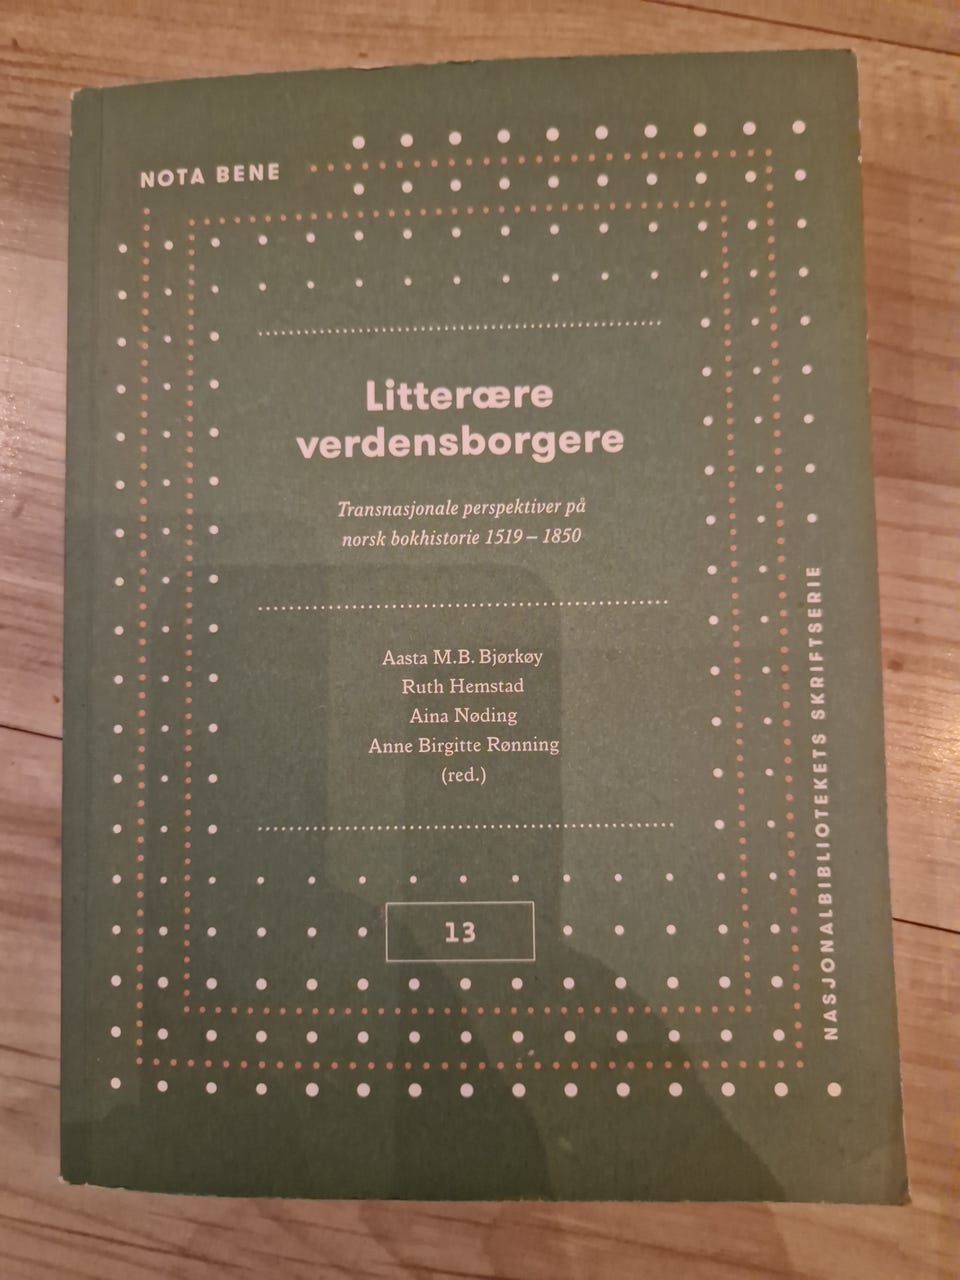 NOTA BENE
Litterære
verdensborgere
Transnasjonale perspektiver på
norsk bokhistorie 1519 – 1850
Aasta M.B. Bjørkøy
Ruth Hemstad
Aina Nøding
Anne Birgitte Rønning
(red.)
13
NASJONALBIBLIOTEKETS SKRIFTSERIE